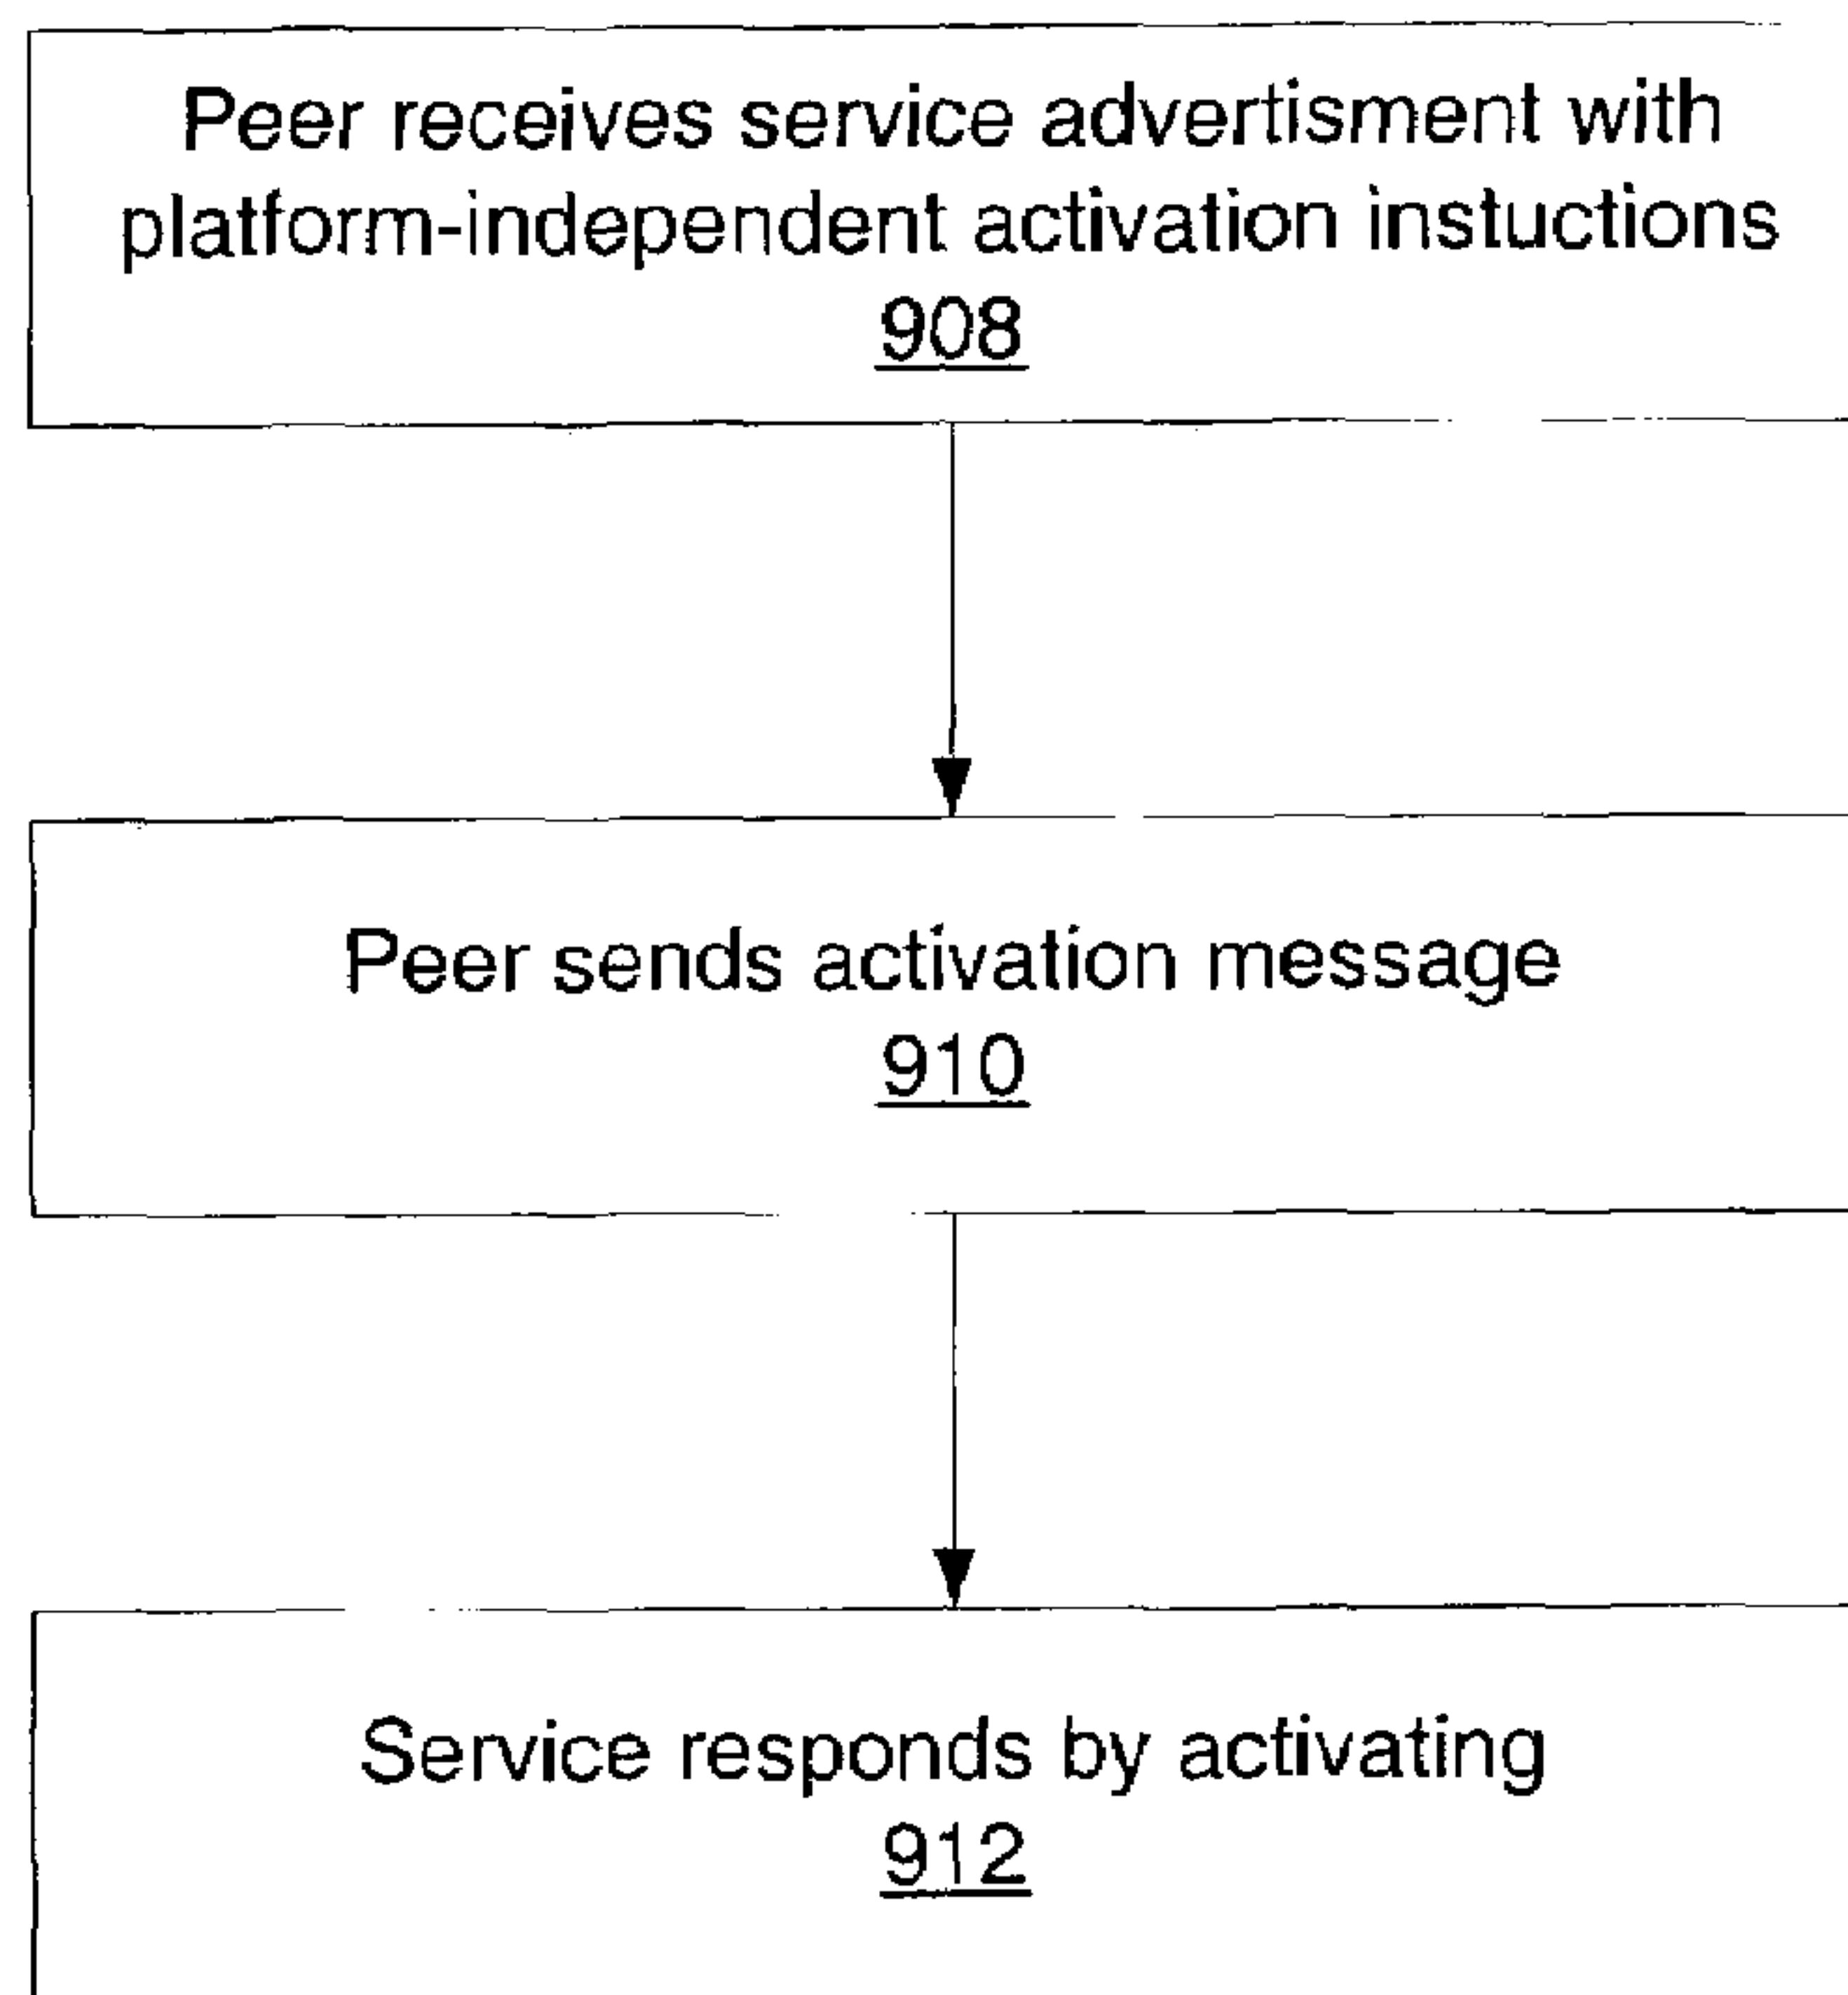 Peer receives service advertisment with
platform-independent activation instuctions
908
Peer sends activation message
910
Service responds by activating
912